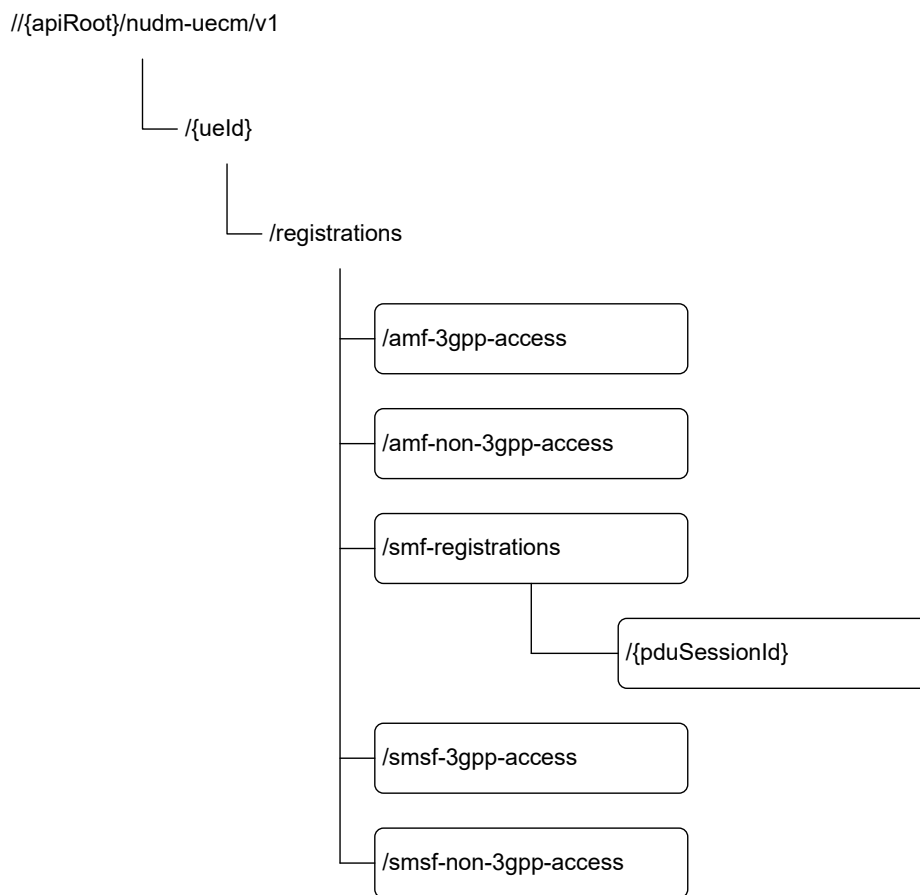 //{apiRoot}/nudm-uecm/v1
/{ueId}
/registrations
/amf-3gpp-access
/amf-non-3gpp-access
/smf-registrations
/{pduSessionId}
/smsf-3gpp-access
/smsf-non-3gpp-access